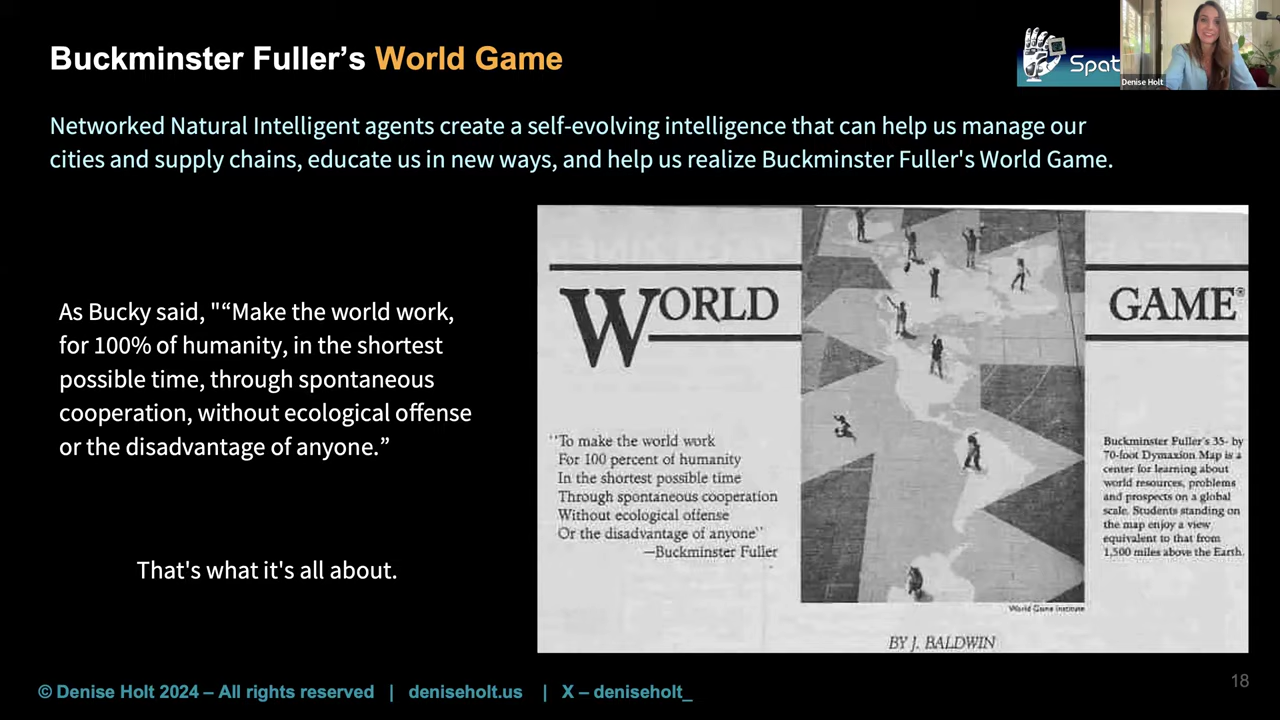 Buckminster Fuller’s World Game
Spat
Denise Holt
Networked Natural Intelligent agents create a self-evolving intelligence that can help us manage our
cities and supply chains, educate us in new ways, and help us realize Buckminster Fuller's World Game.
As Bucky said, "“Make the world work,
for 100% of humanity, in the shortest
possible time, through spontaneous
cooperation, without ecological offense
or the disadvantage of anyone.”
That's what it's all about.
WORLD
GAME®
"To make the world work
For 100 percent of humanity
In the shortest possible time
Through spontaneous cooperation
Without ecological offense
Or the disadvantage of anyone"
—Buckminster Fuller
Buckminster Fuller's 35- by
70-foot Dymaxion Map is a
center for learning about
world resources, problems
and prospects on a global
scale. Students standing on
the map enjoy a view
equivalent to that from
1,500 miles above the Earth.
World Game Institute
BY J. BALDWIN
© Denise Holt 2024 – All rights reserved | deniseholt.us | X – deniseholt_
18